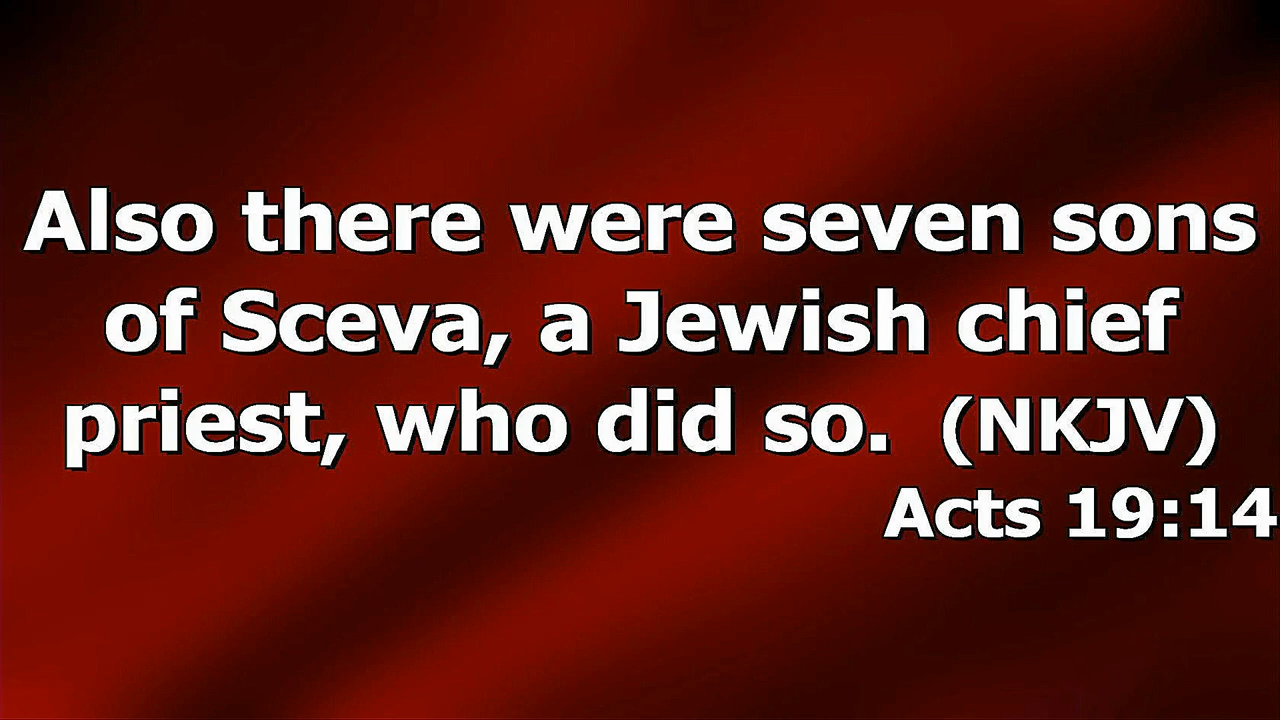 Also there were seven sons
of Sceva, a Jewish chief
priest, who did so.  (NKJV)
Acts 19:14